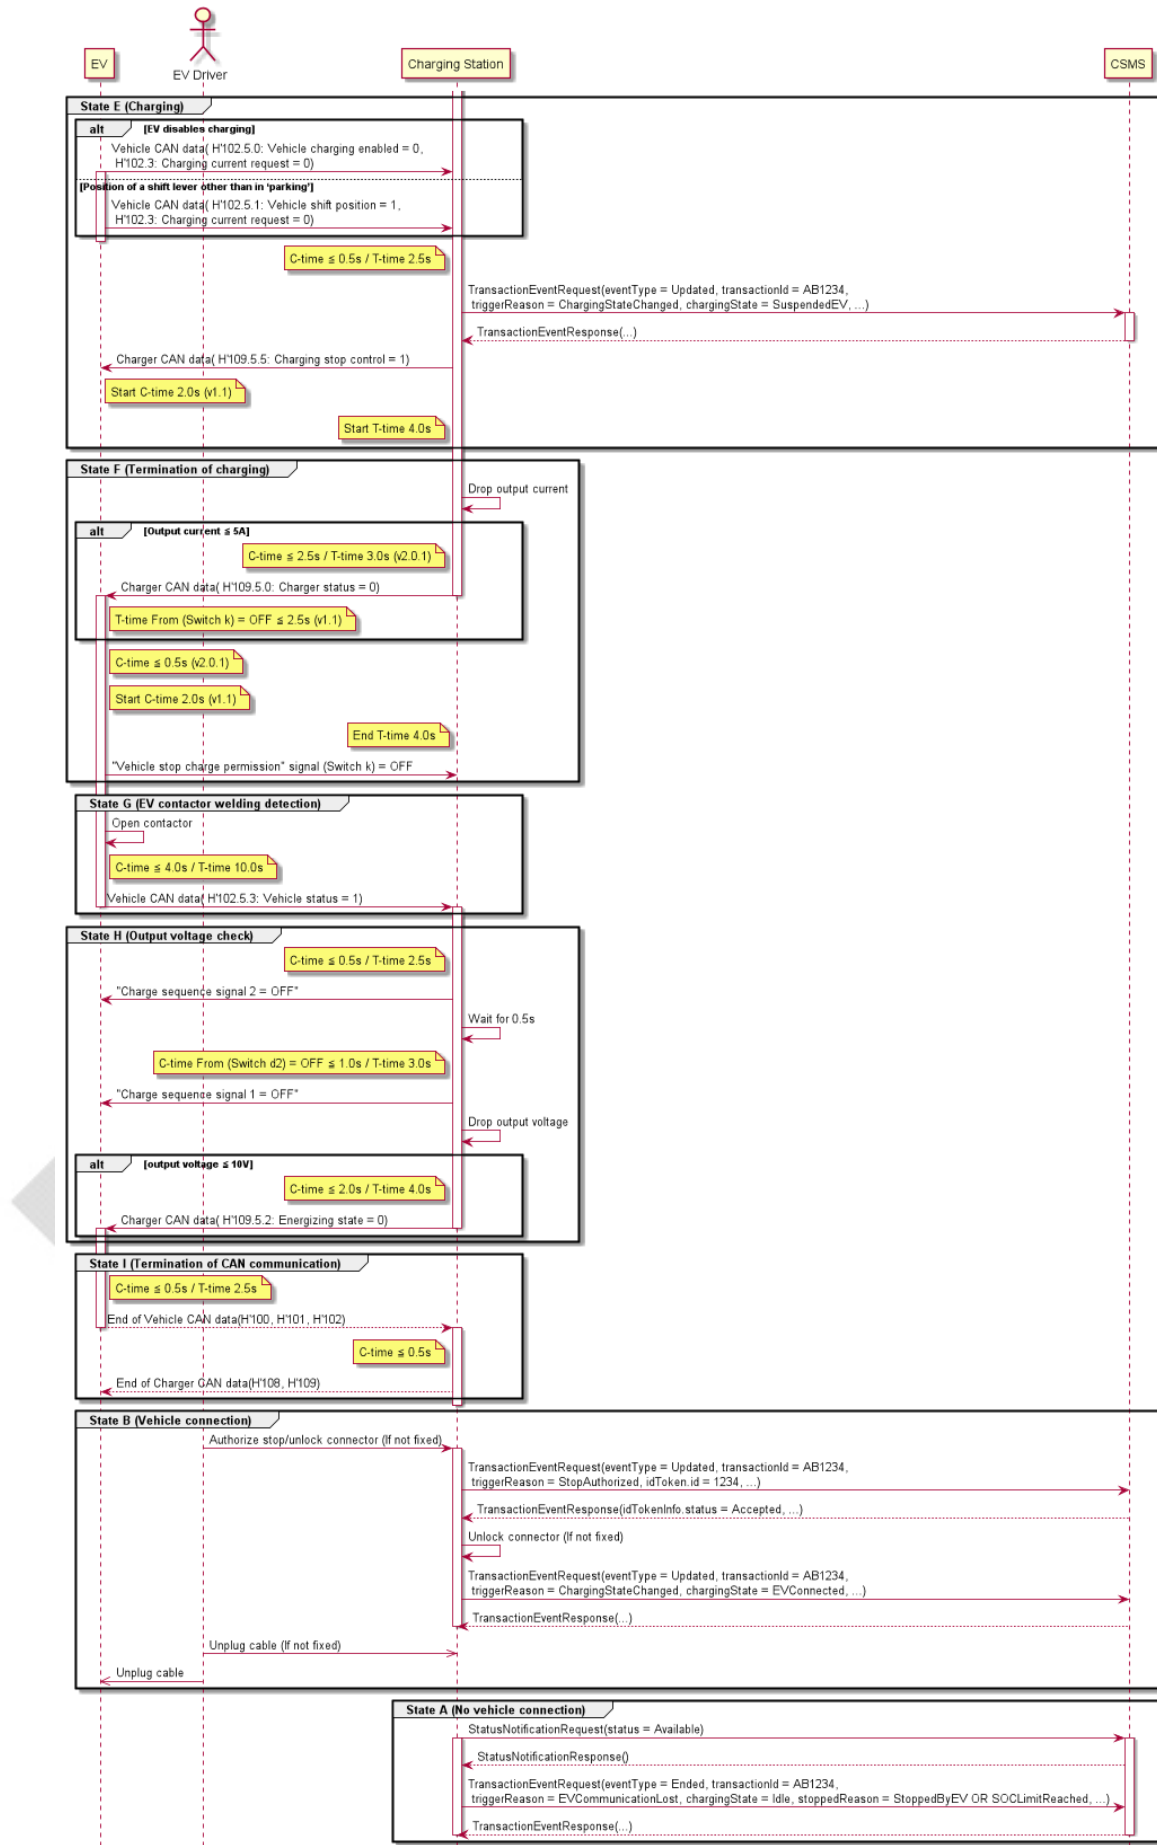 EV
EV Driver
Charging Station
CSMS
State E (Charging)
alt
[EV disables charging]
Vehicle CAN data( H'102.5.0: Vehicle charging enabled = 0,
H'102.3: Charging current request = 0)
[Position of a shift lever other than in 'parking']
Vehicle CAN data( H'102.5.1: Vehicle shift position = 1,
H'102.3: Charging current request = 0)
C-time ≦ 0.5s / T-time 2.5s
TransactionEventRequest(eventType = Updated, transactionId = AB1234,
triggerReason = ChargingStateChanged, chargingState = SuspendedEV, ...)
TransactionEventResponse(...)
Charger CAN data( H'109.5.5: Charging stop control = 1)
Start C-time 2.0s (v1.1)
Start T-time 4.0s
State F (Termination of charging)
Drop output current
alt
[Output current ≦ 5A]
C-time ≦ 2.5s / T-time 3.0s (v2.0.1)
Charger CAN data( H'109.5.0: Charger status = 0)
T-time From (Switch k) = OFF ≦ 2.5s (v1.1)
C-time ≦ 0.5s (v2.0.1)
Start C-time 2.0s (v1.1)
End T-time 4.0s
"Vehicle stop charge permission" signal (Switch k) = OFF
State G (EV contactor welding detection)
Open contactor
C-time ≦ 4.0s / T-time 10.0s
Vehicle CAN data( H'102.5.3: Vehicle status = 1)
State H (Output voltage check)
C-time ≦ 0.5s / T-time 2.5s
"Charge sequence signal 2 = OFF"
Wait for 0.5s
C-time From (Switch d2) = OFF ≦ 1.0s / T-time 3.0s
"Charge sequence signal 1 = OFF"
Drop output voltage
alt
[output voltage ≦ 10V]
C-time ≦ 2.0s / T-time 4.0s
Charger CAN data( H'109.5.2: Energizing state = 0)
State I (Termination of CAN communication)
C-time ≦ 0.5s / T-time 2.5s
End of Vehicle CAN data(H'100, H'101, H'102)
C-time ≦ 0.5s
End of Charger CAN data(H'108, H'109)
State B (Vehicle connection)
Authorize stop/unlock connector (If not fixed)
TransactionEventRequest(eventType = Updated, transactionId = AB1234,
triggerReason = StopAuthorized, idToken.id = 1234, ...)
TransactionEventResponse(idTokenInfo.status = Accepted, ...)
Unlock connector (If not fixed)
TransactionEventRequest(eventType = Updated, transactionId = AB1234,
triggerReason = ChargingStateChanged, chargingState = EVConnected, ...)
TransactionEventResponse(...)
Unplug cable (If not fixed)
Unplug cable
State A (No vehicle connection)
StatusNotificationRequest(status = Available)
StatusNotificationResponse()
TransactionEventRequest(eventType = Ended, transactionId = AB1234,
triggerReason = EVCommunicationLost, chargingState = Idle, stoppedReason = StoppedByEV OR SOCLimitReached, ...)
TransactionEventResponse(...)